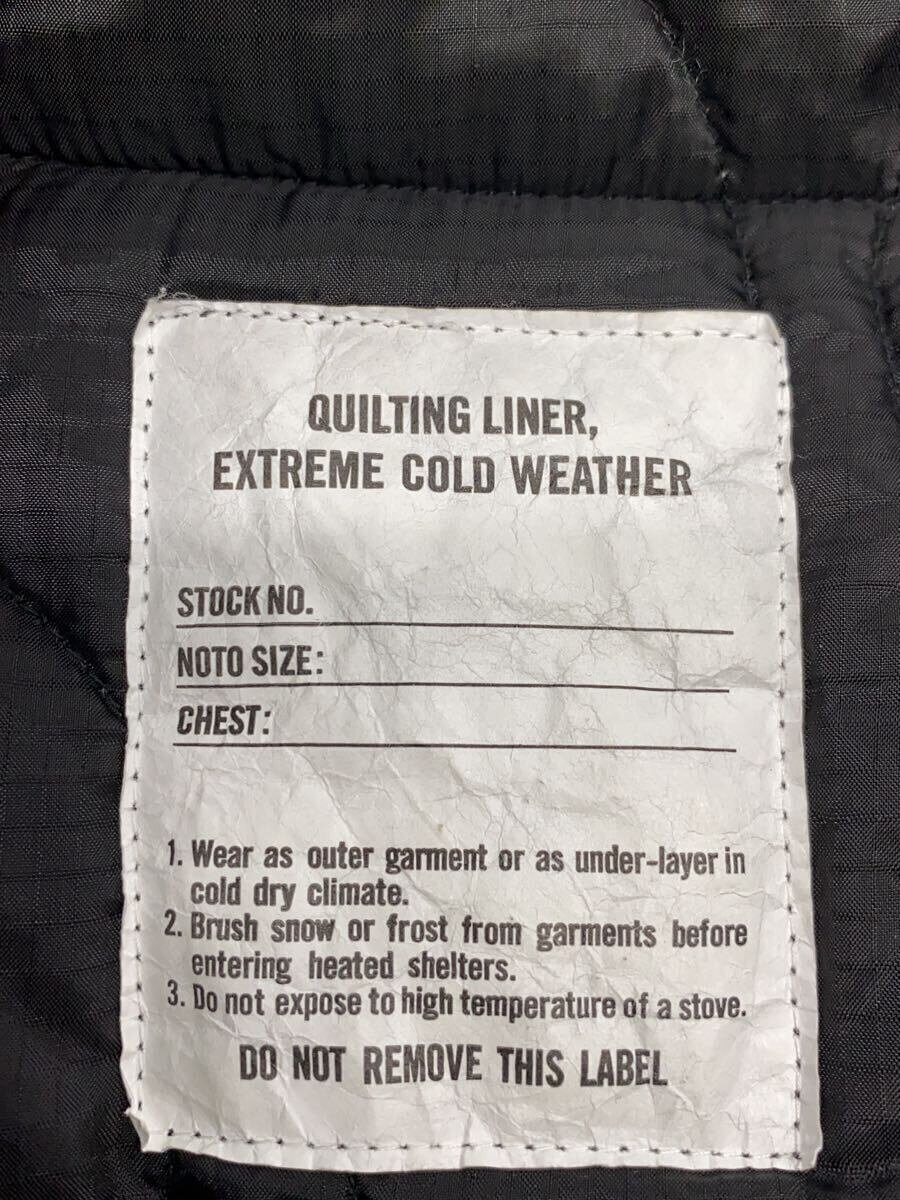 QUILTING LINER,
EXTREME COLD WEATHER
STOCK NO.
NOTO SIZE:
CHEST:
1. Wear as outer garment or as under-layer in
cold dry climate.
2. Brush snow or frost from garments before
entering heated shelters.
3. Do not expose to high temperature of a stove.
DO NOT REMOVE THIS LABEL